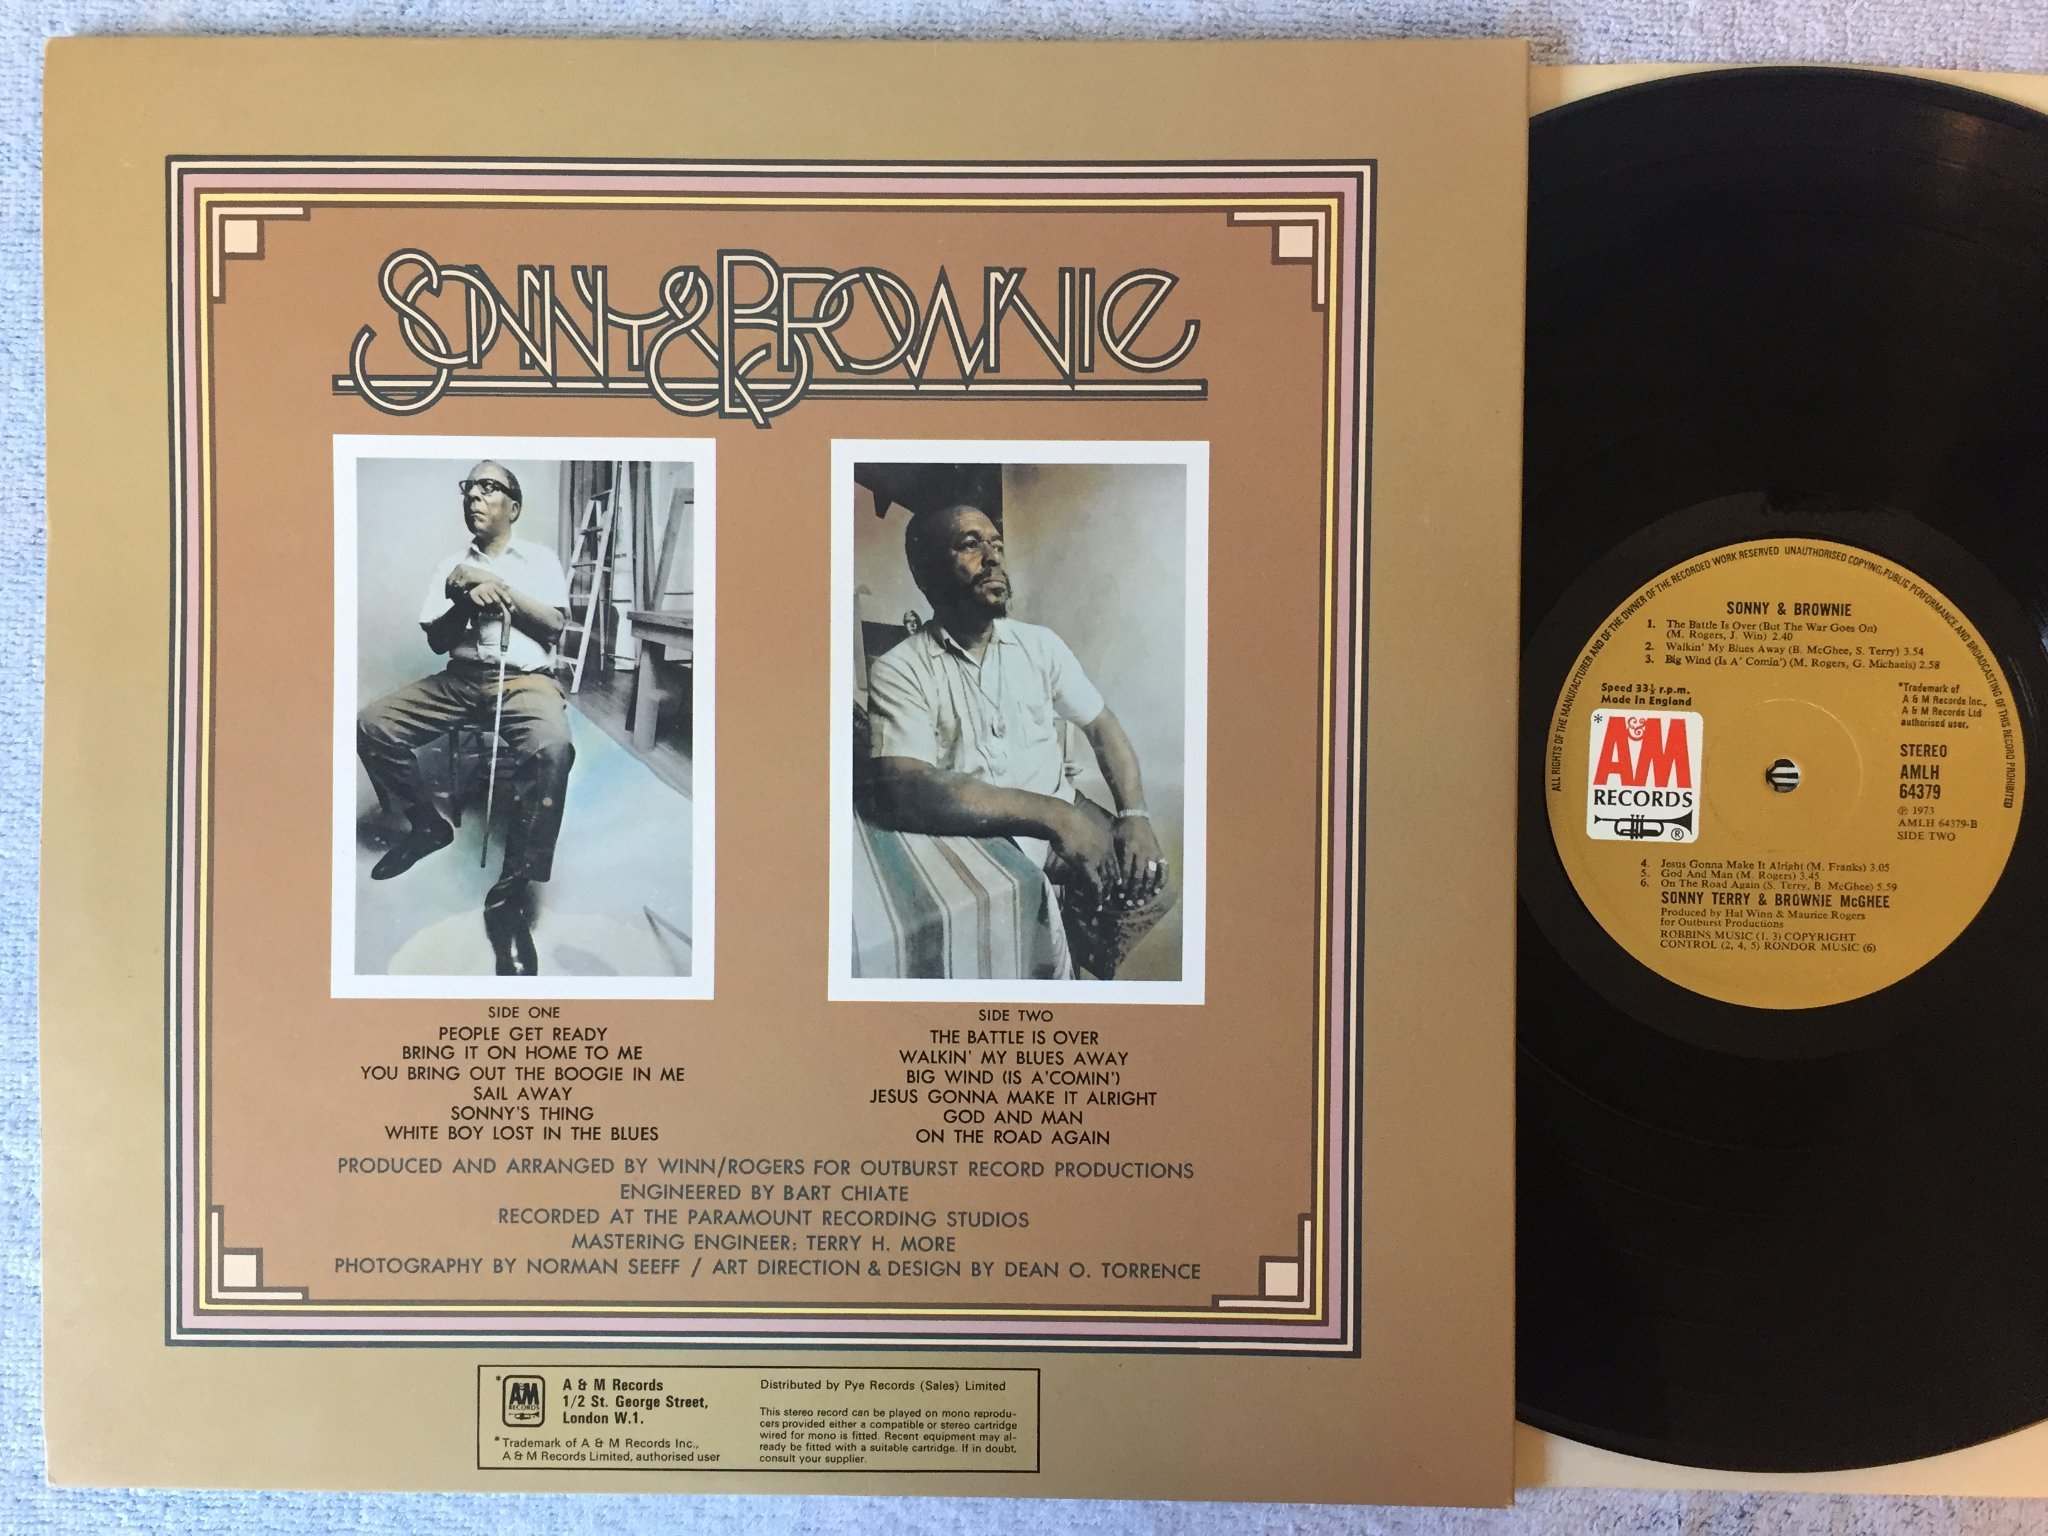 SONNY & BROWNIE
SIDE ONE
PEOPLE GET READY
BRING IT ON HOME TO ME
YOU BRING OUT THE BOOGIE IN ME
SAIL AWAY
SONNY'S THING
WHITE BOY LOST IN THE BLUES
SIDE TWO
THE BATTLE IS OVER
WALKIN' MY BLUES AWAY
BIG WIND (IS A'COMIN')
JESUS GONNA MAKE IT ALRIGHT
GOD AND MAN
ON THE ROAD AGAIN
PRODUCED AND ARRANGED BY WINN/ROGERS FOR OUTBURST RECORD PRODUCTIONS
ENGINEERED BY BART CHIATE
RECORDED AT THE PARAMOUNT RECORDING STUDIOS
MASTERING ENGINEER: TERRY H. MORE
PHOTOGRAPHY BY NORMAN SEEFF / ART DIRECTION & DESIGN BY DEAN O. TORRENCE
* A&M
RECORDS
A & M Records
1/2 St. George Street,
London W.1.
* Trademark of A & M Records Inc.,
A & M Records Limited, authorised user
Distributed by Pye Records (Sales) Limited
This stereo record can be played on mono reprodu-
cers provided either a compatible or stereo cartridge
wired for mono is fitted. Recent equipment may al-
ready be fitted with a suitable cartridge. If in doubt,
consult your supplier.
ALL RIGHTS OF THE MANUFACTURER AND OF THE OWNER OF THE RECORDED WORK RESERVED UNAUTHORISED COPYING, PUBLIC PERFORMANCE AND BROADCASTING OF THIS RECORD PROHIBITED
SONNY & BROWNIE
1. The Battle Is Over (But The War Goes On)
(M. Rogers, J. Win) 2.40
2. Walkin' My Blues Away (B. McGhee, S. Terry) 3.54
3. Big Wind (Is A' Comin') (M. Rogers, G. Michaels) 2.58
Speed 33⅓ r.p.m.
Made In England
* A&M
RECORDS
®
*Trademark of
A & M Records Inc.,
A & M Records Ltd
authorised user.
STEREO
AMLH
64379
℗ 1973
AMLH 64379-B
SIDE TWO
4. Jesus Gonna Make It Alright (M. Franks) 3.05
5. God And Man (M. Rogers) 3.45
6. On The Road Again (S. Terry, B. McGhee) 5.59
SONNY TERRY & BROWNIE McGHEE
Produced by Hal Winn & Maurice Rogers
for Outburst Productions
ROBBINS MUSIC (1, 3) COPYRIGHT
CONTROL (2, 4, 5) RONDOR MUSIC (6)